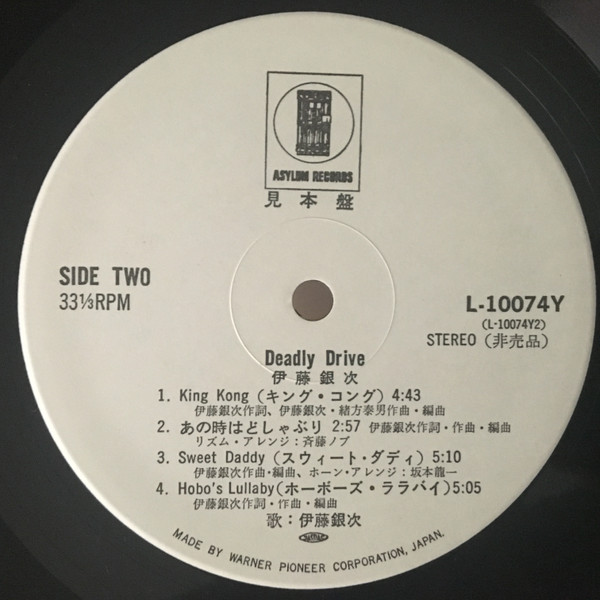 ASYLUM RECORDS
見本盤
SIDE TWO
33⅓RPM
L-10074Y
(L-10074Y2)
STEREO (非売品)
Deadly Drive
伊藤銀次
1. King Kong (キング・コング) 4:43
伊藤銀次作詞、伊藤銀次・緒方泰男作曲・編曲
2. あの時はどしゃぶり 2:57 伊藤銀次作詞・作曲・編曲
リズム・アレンジ:斉藤ノブ
3. Sweet Daddy (スウィート・ダディ) 5:10
伊藤銀次作曲・編曲、ホーン・アレンジ:坂本龍一
4. Hobo's Lullaby(ホーボーズ・ララバイ)5:05
伊藤銀次作詞・作曲・編曲
歌:伊藤銀次
MADE BY WARNER PIONEER CORPORATION, JAPAN.